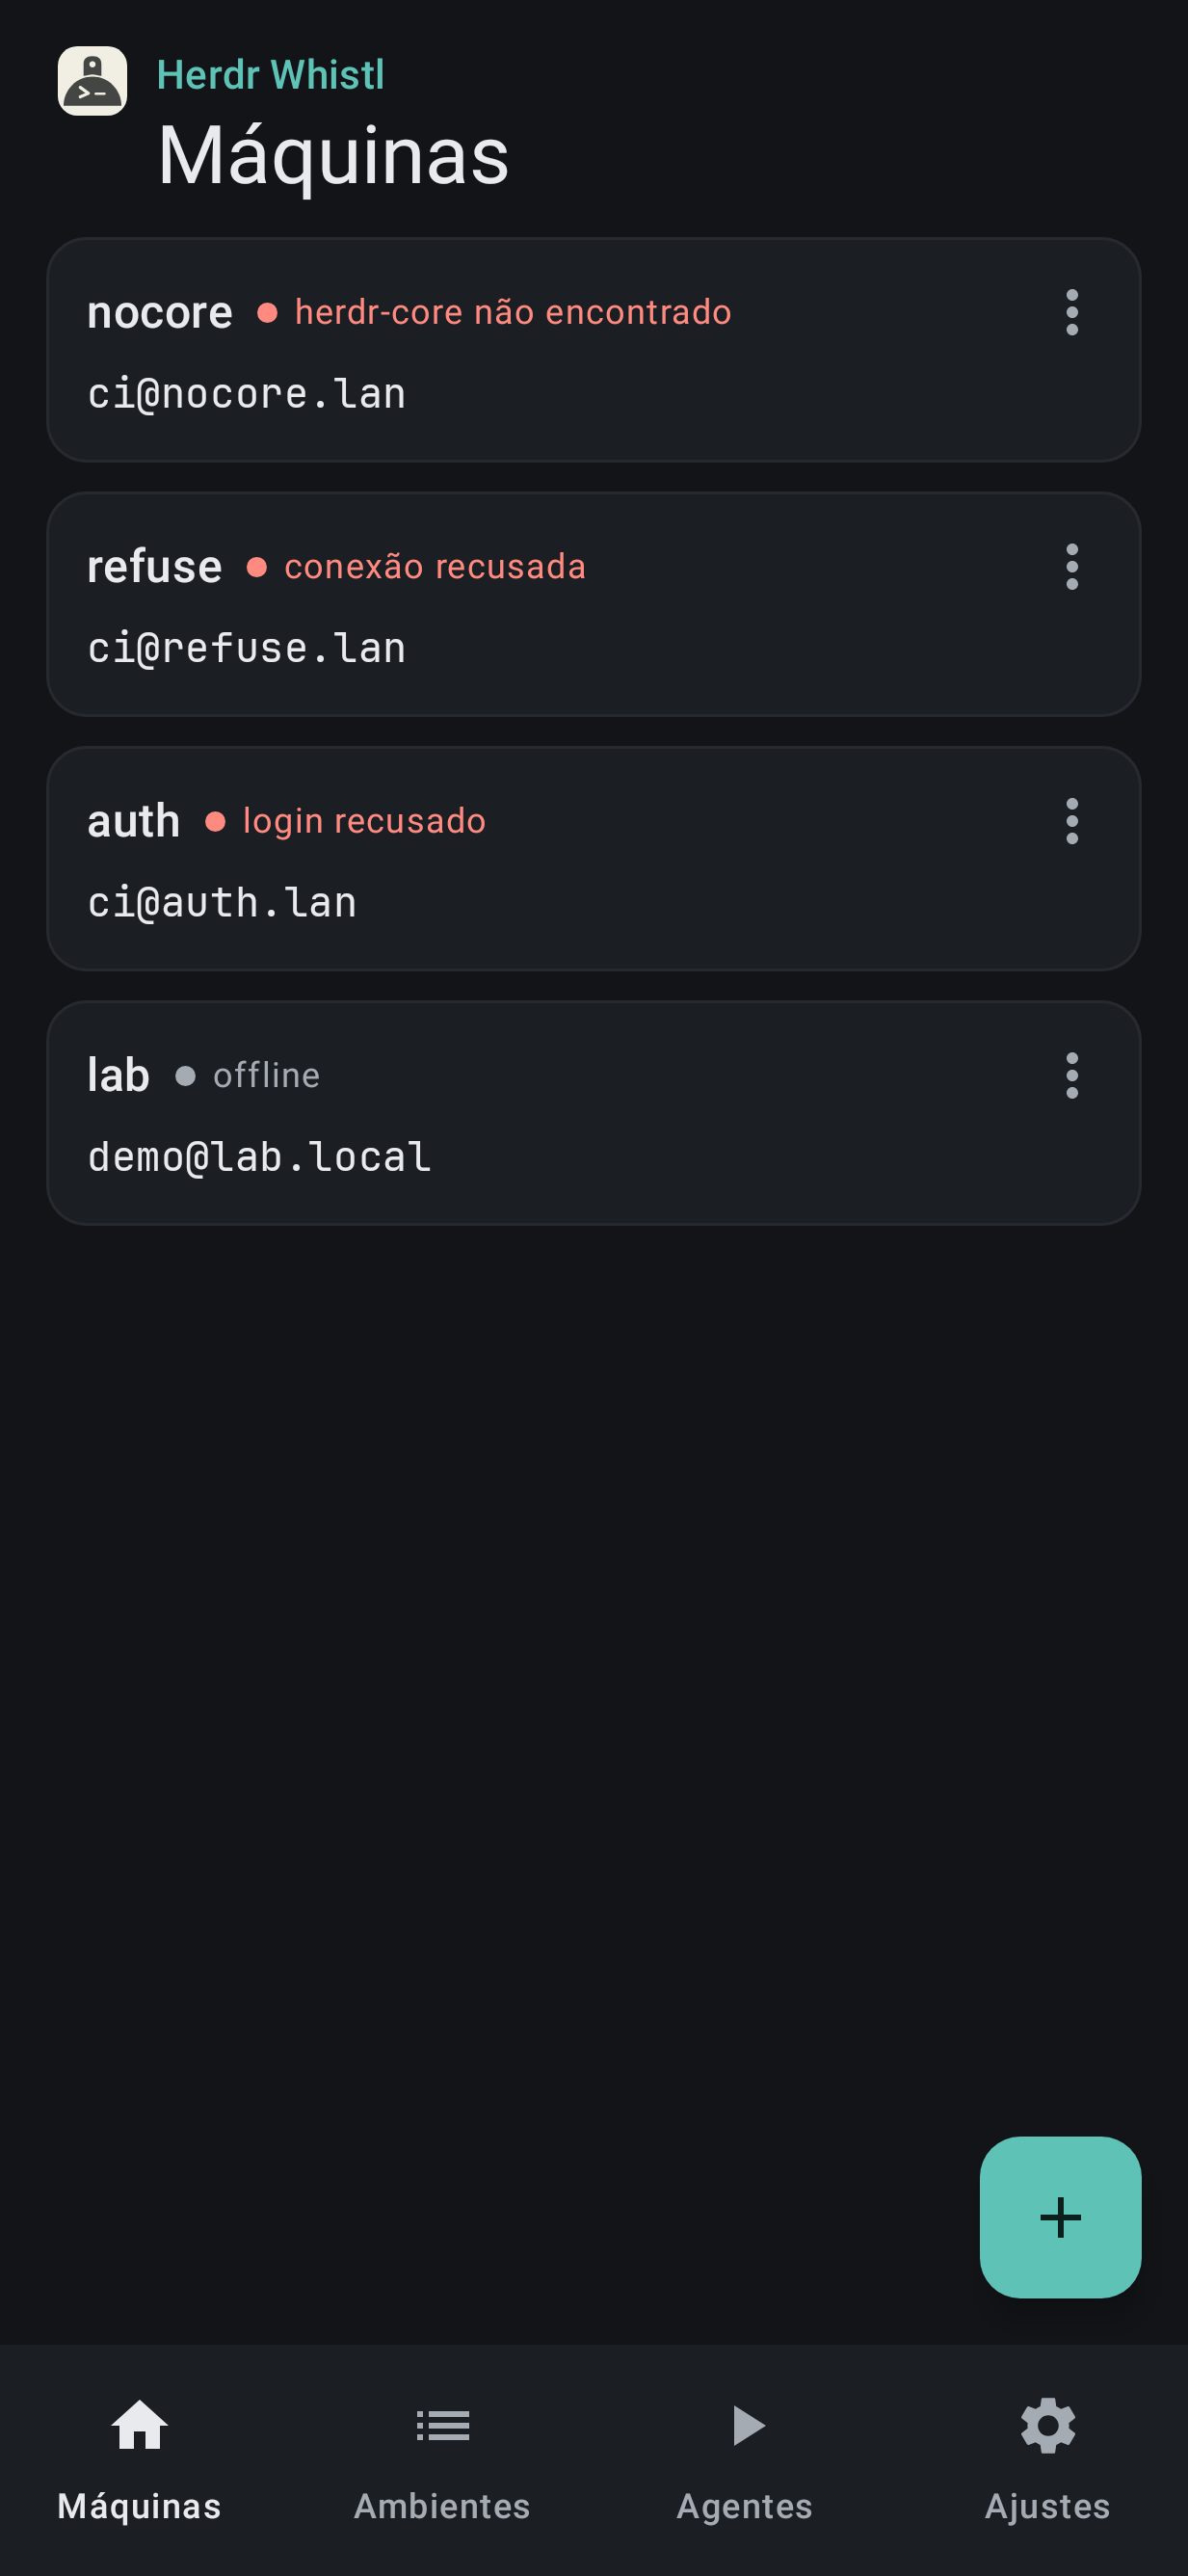 Herdr Whistl
Máquinas
nocore herdr-core não encontrado
ci@nocore.lan
refuse conexão recusada
ci@refuse.lan
auth login recusado
ci@auth.lan
lab offline
demo@lab.local
Máquinas Ambientes Agentes Ajustes